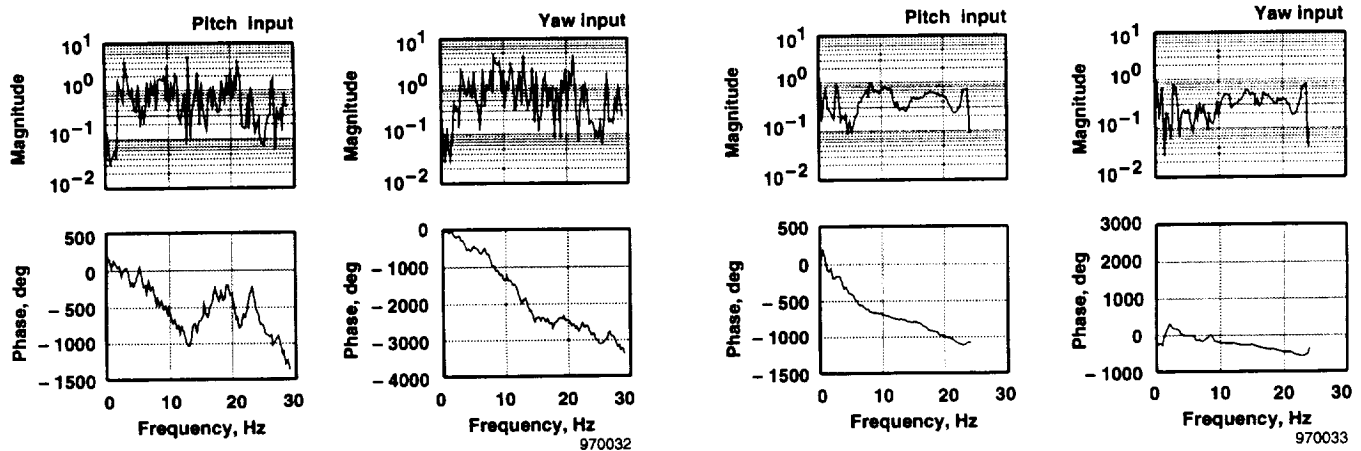 Pitch input
10^1
10^0
10^-1
10^-2
Magnitude
Yaw input
10^1
10^0
10^-1
10^-2
Magnitude
500
0
-500
-1000
-1500
Phase, deg
0 10 20 30
Frequency, Hz
0
-1000
-2000
-3000
-4000
Phase, deg
0 10 20 30
Frequency, Hz
970032
Pitch input
10^1
10^0
10^-1
10^-2
Magnitude
Yaw input
10^1
10^0
10^-1
10^-2
Magnitude
500
0
-500
-1000
-1500
Phase, deg
0 10 20 30
Frequency, Hz
3000
2000
1000
0
-1000
Phase, deg
0 10 20 30
Frequency, Hz
970033